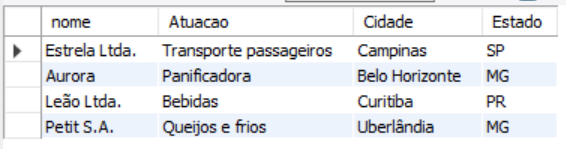 nome Atuacao Cidade Estado
Estrela Ltda. Transporte passageiros Campinas SP
Aurora Panificadora Belo Horizonte MG
Leão Ltda. Bebidas Curitiba PR
Petit S.A. Queijos e frios Uberlândia MG